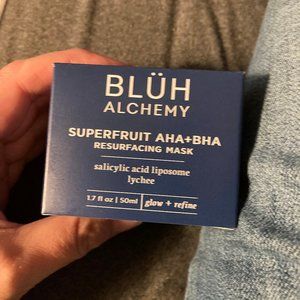 BLÜH
ALCHEMY
SUPERFRUIT AHA+BHA
RESURFACING MASK
salicylic acid liposome
lychee
1.7 fl oz | 50ml | glow + refine